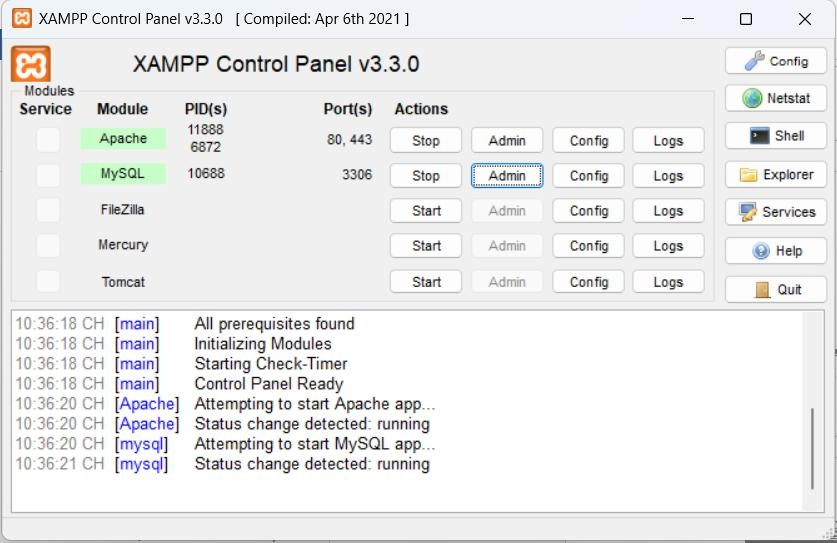 XAMPP Control Panel v3.3.0 [ Compiled: Apr 6th 2021 ]
XAMPP Control Panel v3.3.0
Config
Modules
Service Module PID(s) Port(s) Actions
Netstat
Apache 11888 6872 80, 443 Stop Admin Config Logs
Shell
MySQL 10688 3306 Stop Admin Config Logs
Explorer
FileZilla Start Admin Config Logs
Services
Mercury Start Admin Config Logs
Help
Tomcat Start Admin Config Logs
Quit
10:36:18 CH [main] All prerequisites found
10:36:18 CH [main] Initializing Modules
10:36:18 CH [main] Starting Check-Timer
10:36:18 CH [main] Control Panel Ready
10:36:20 CH [Apache] Attempting to start Apache app...
10:36:20 CH [Apache] Status change detected: running
10:36:20 CH [mysql] Attempting to start MySQL app...
10:36:21 CH [mysql] Status change detected: running